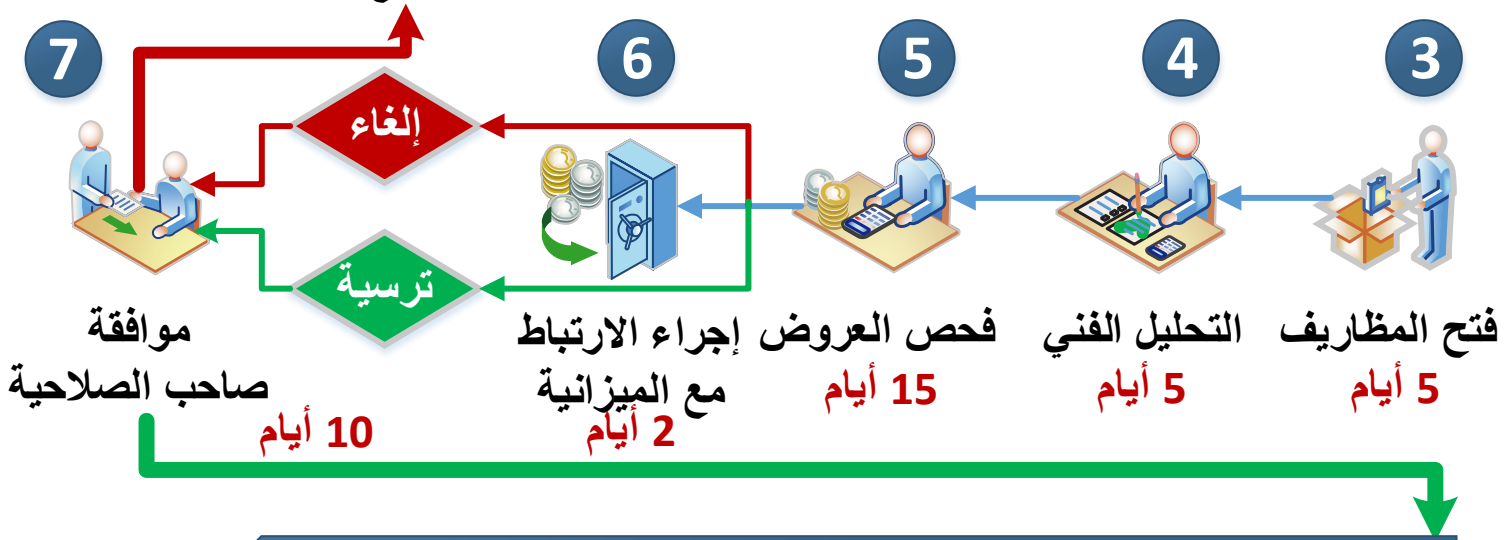 3
4
5
6
7
إلغاء
ترسية
فتح المظاريف
5 أيام
التحليل الفني
5 أيام
فحص العروض
15 أيام
إجراء الارتباط
مع الميزانية
2 أيام
موافقة
صاحب الصلاحية
10 أيام